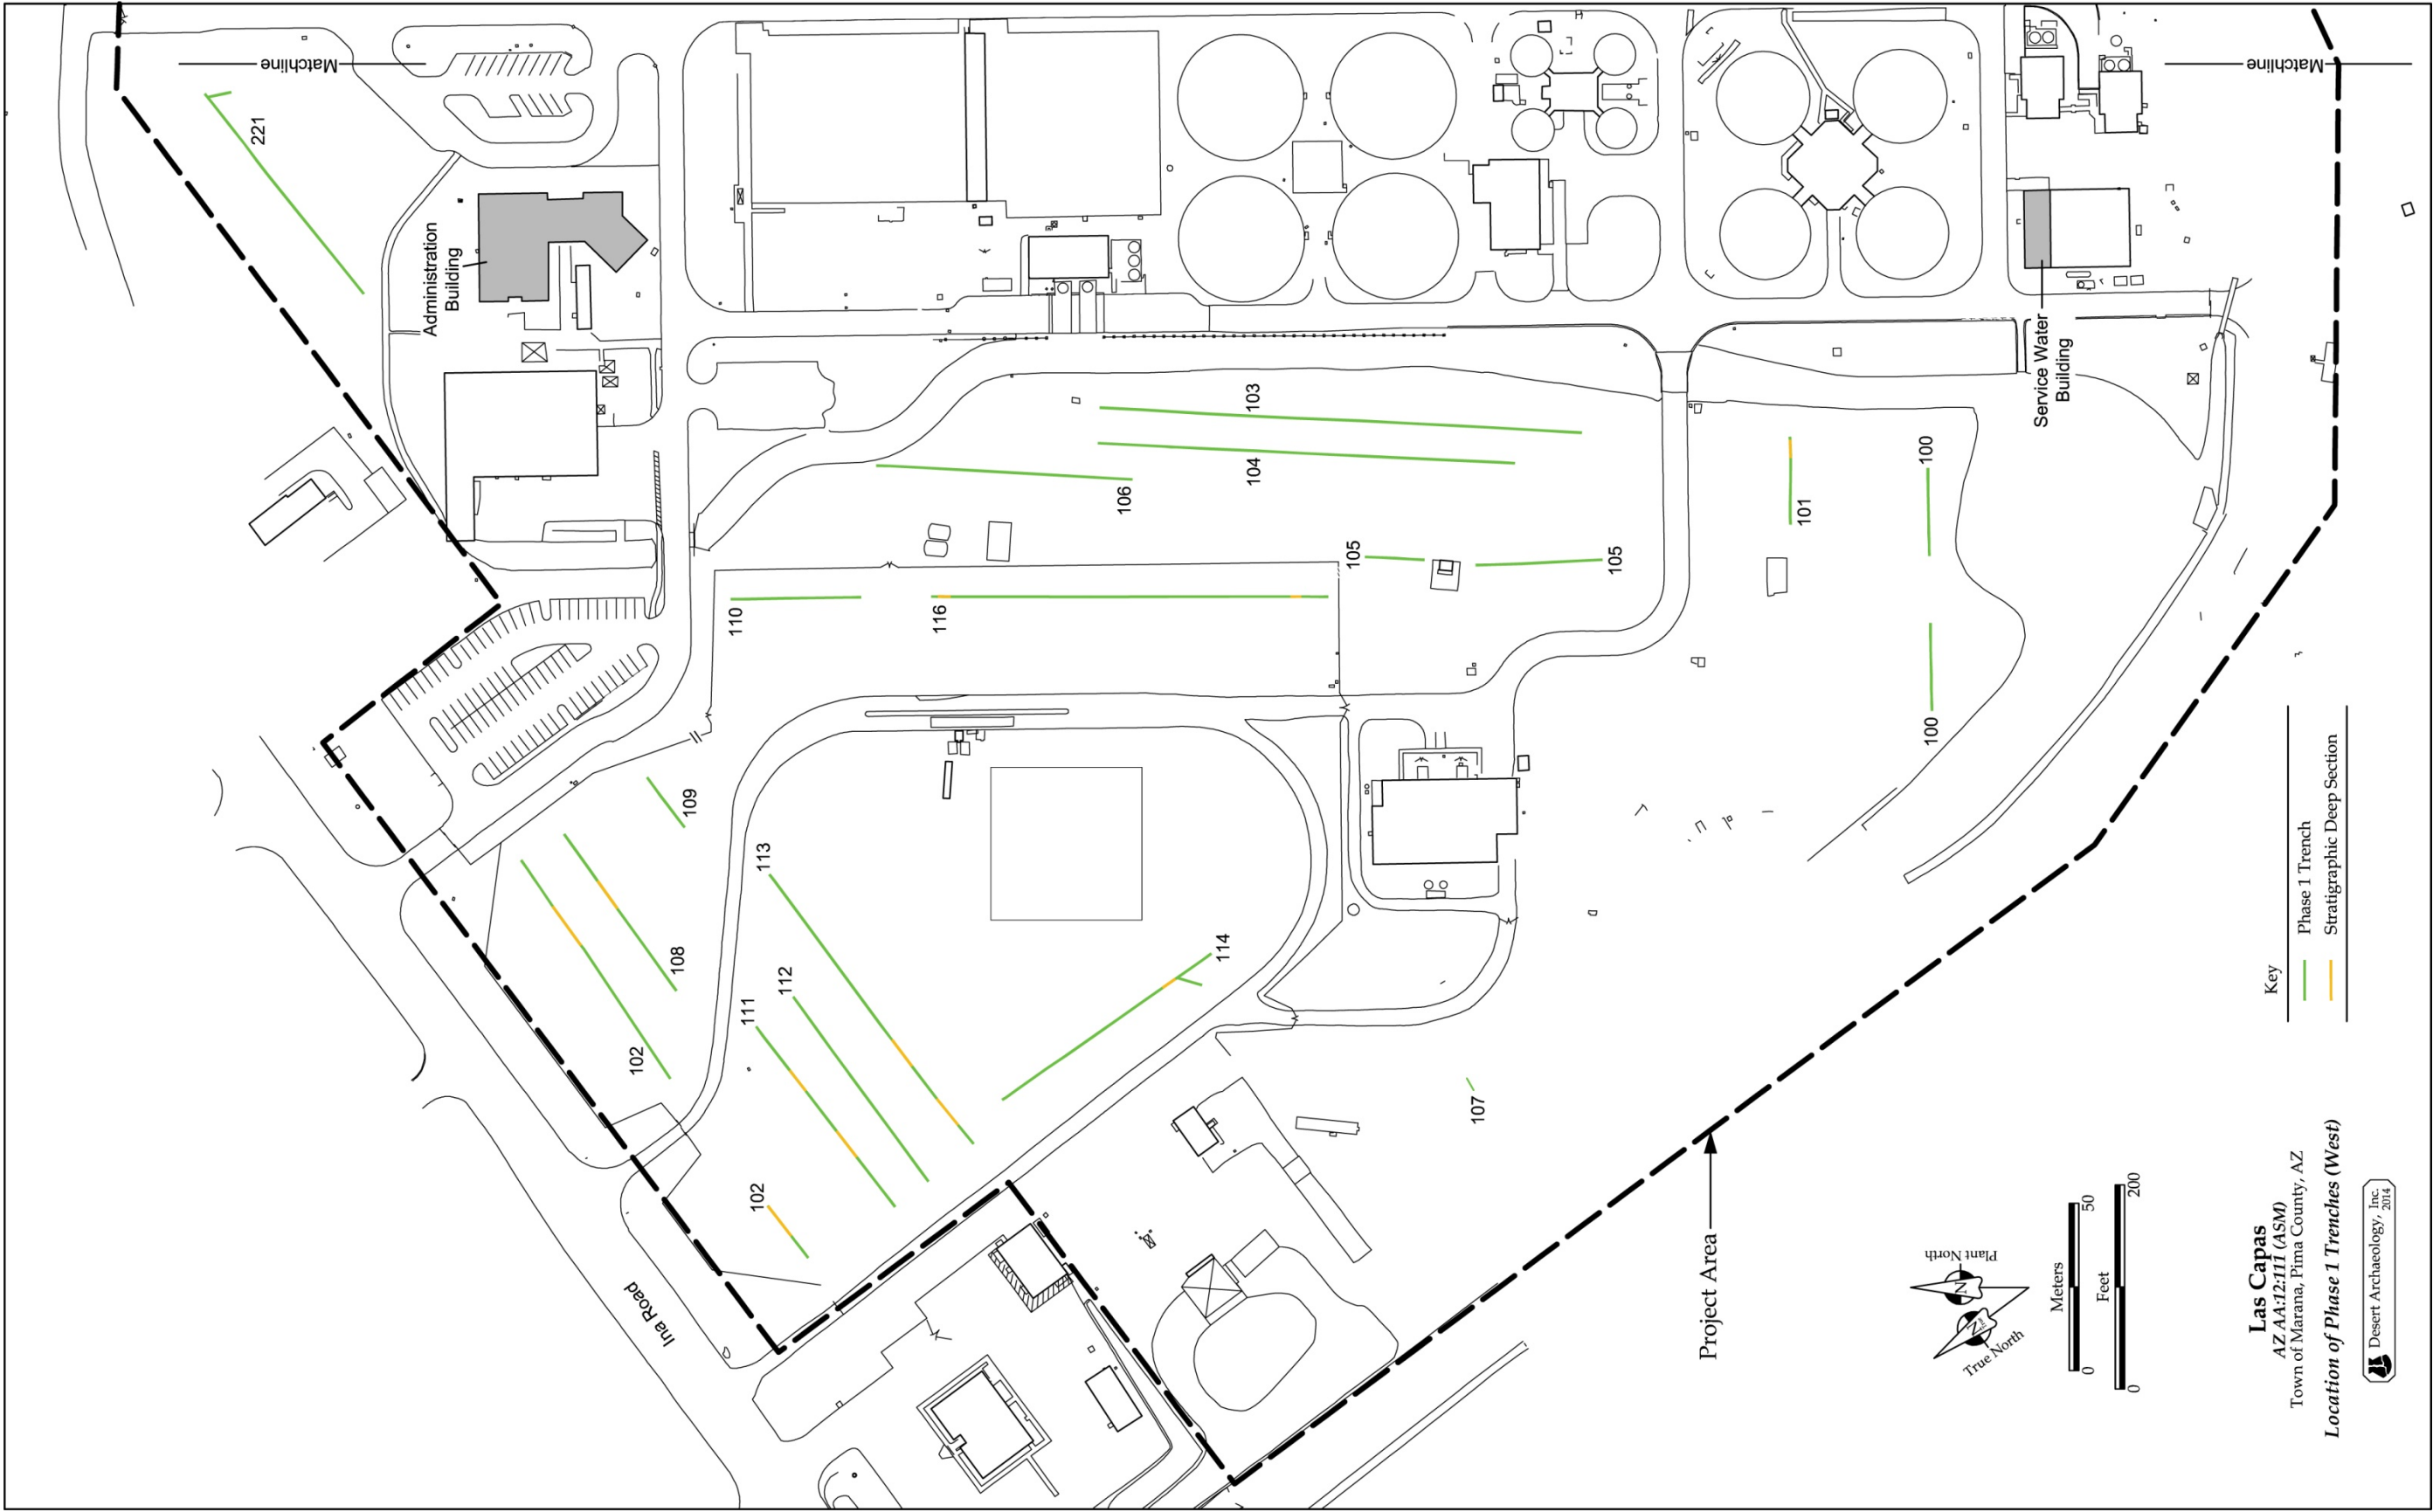 Matchline
Matchline
221
Administration
Building
Service Water
Building
103
104
106
100
101
105
105
110
116
100
109
113
108
112
114
111
102
107
102
Ina Road
Project Area
Key
Phase 1 Trench
Stratigraphic Deep Section
Plant North
N
True North
N
Meters
0
50
Feet
0
200
Las Capas
AZ AA:12:111 (ASM)
Town of Marana, Pima County, AZ
Location of Phase 1 Trenches (West)
Desert Archaeology, Inc.
2014